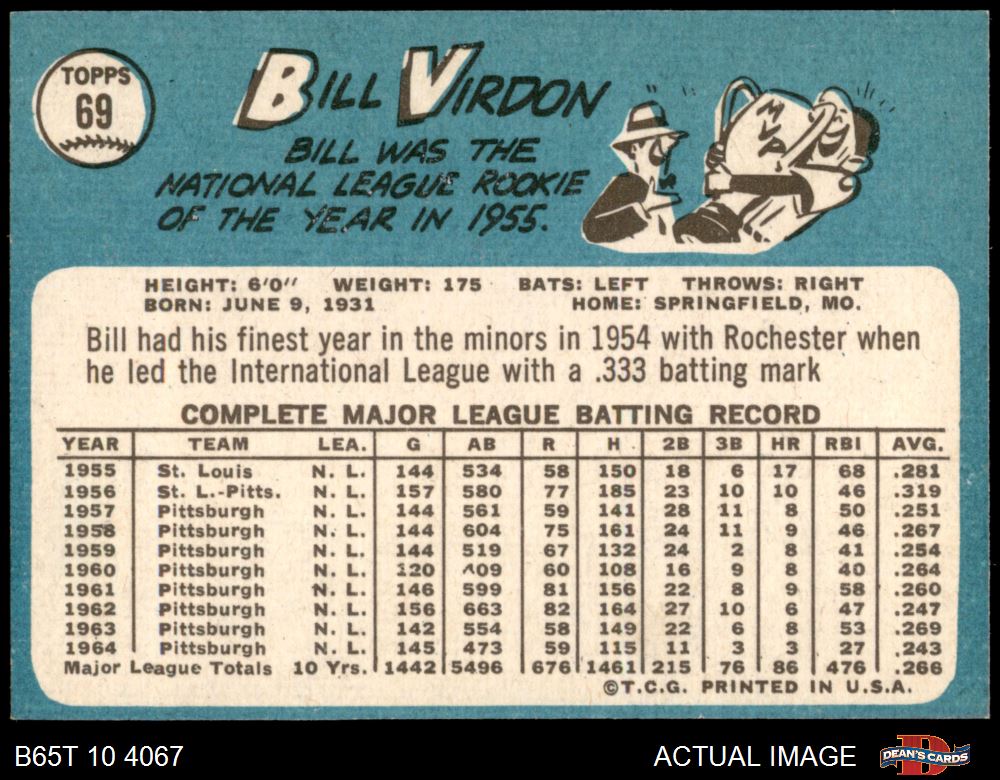 TOPPS
69
BILL VIRDON
BILL WAS THE
NATIONAL LEAGUE ROOKIE
OF THE YEAR IN 1955.
MVP
HEIGHT: 6'0" WEIGHT: 175 BATS: LEFT THROWS: RIGHT
BORN: JUNE 9, 1931 HOME: SPRINGFIELD, MO.
Bill had his finest year in the minors in 1954 with Rochester when
he led the International League with a .333 batting mark
COMPLETE MAJOR LEAGUE BATTING RECORD
YEAR TEAM LEA. G AB R H 2B 3B HR RBI AVG.
1955 St. Louis N. L. 144 534 58 150 18 6 17 68 .281
1956 St. L.-Pitts. N. L. 157 580 77 185 23 10 10 46 .319
1957 Pittsburgh N. L. 144 561 59 141 28 11 8 50 .251
1958 Pittsburgh N. L. 144 604 75 161 24 11 9 46 .267
1959 Pittsburgh N. L. 144 519 67 132 24 2 8 41 .254
1960 Pittsburgh N. L. 120 409 60 108 16 9 8 40 .264
1961 Pittsburgh N. L. 146 599 81 156 22 8 9 58 .260
1962 Pittsburgh N. L. 156 663 82 164 27 10 6 47 .247
1963 Pittsburgh N. L. 142 554 58 149 22 6 8 53 .269
1964 Pittsburgh N. L. 145 473 59 115 11 3 3 27 .243
Major League Totals 10 Yrs. 1442 5496 676 1461 215 76 86 476 .266
©T.C.G. PRINTED IN U.S.A.
B65T 10 4067 ACTUAL IMAGE DEAN'S CARDS